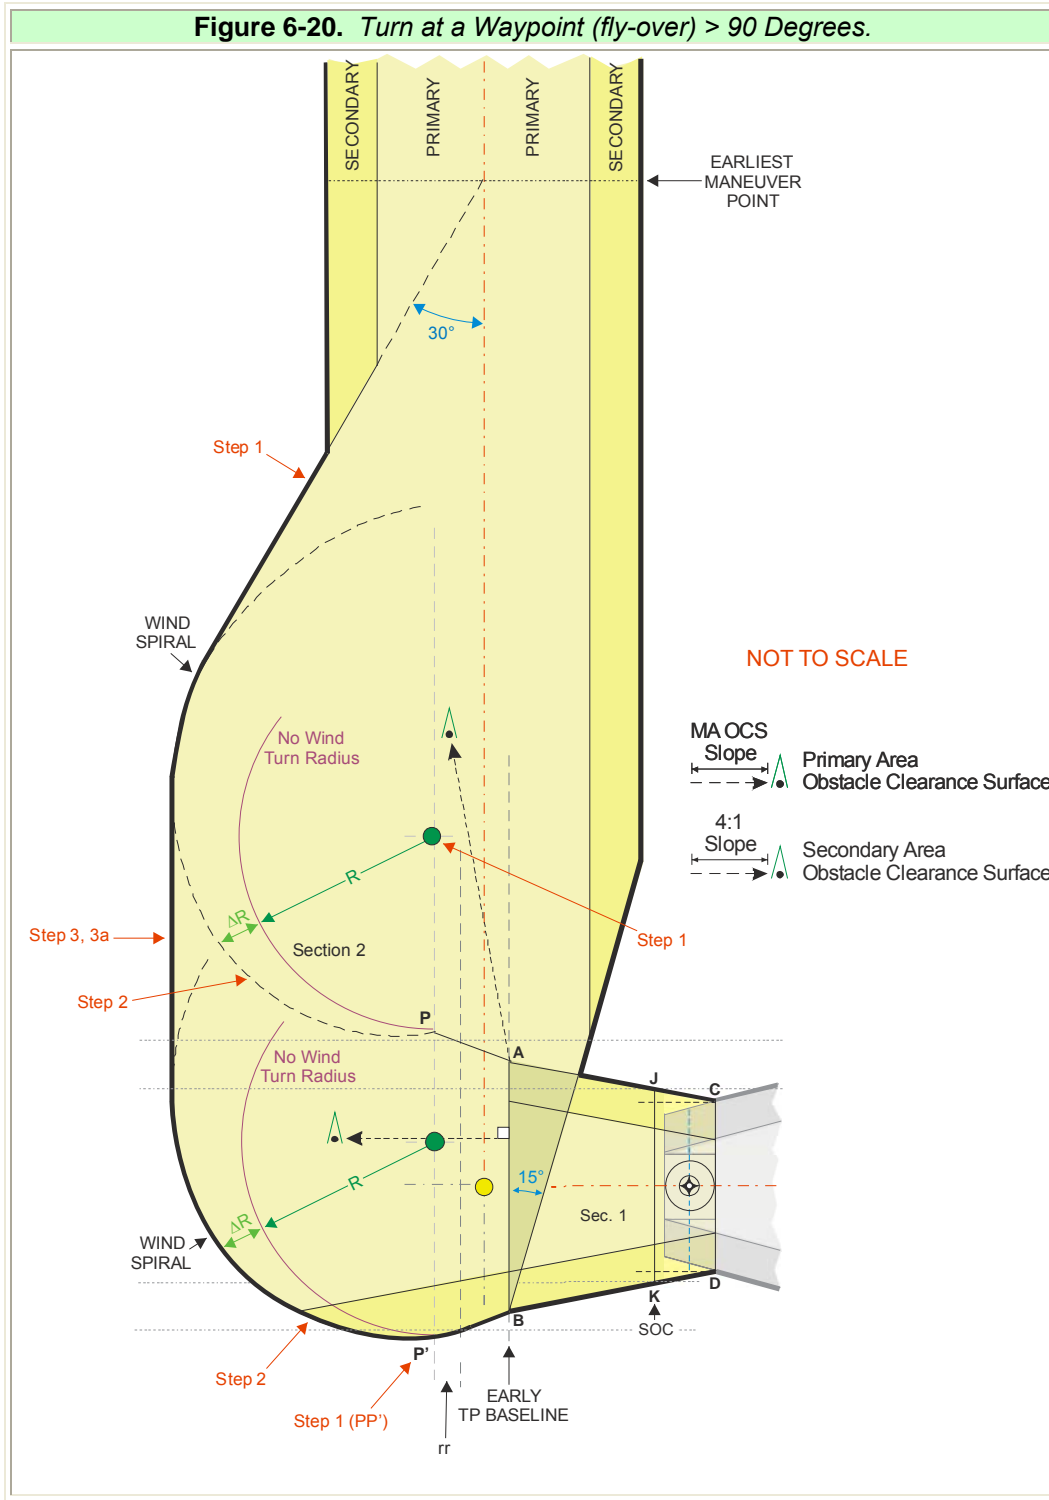 Figure 6-20. Turn at a Waypoint (fly-over) > 90 Degrees.
SECONDARY
PRIMARY
PRIMARY
SECONDARY
EARLIEST
MANEUVER
POINT
30°
Step 1
WIND
SPIRAL
NOT TO SCALE
No Wind
Turn Radius
MA OCS
Slope
Primary Area
Obstacle Clearance Surface
4:1
Slope
Secondary Area
Obstacle Clearance Surface
R
ΔR
Step 3, 3a
Section 2
Step 1
Step 2
P
A
No Wind
Turn Radius
J
C
R
15°
Sec. 1
ΔR
WIND
SPIRAL
D
K
B
SOC
P'
Step 2
EARLY
TP BASELINE
Step 1 (PP')
rr